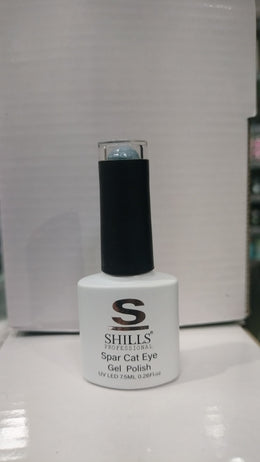 S
SHILLS®
PROFESSIONAL
Spar Cat Eye
Gel Polish
UV LED 7.5ML 0.26Fl.oz